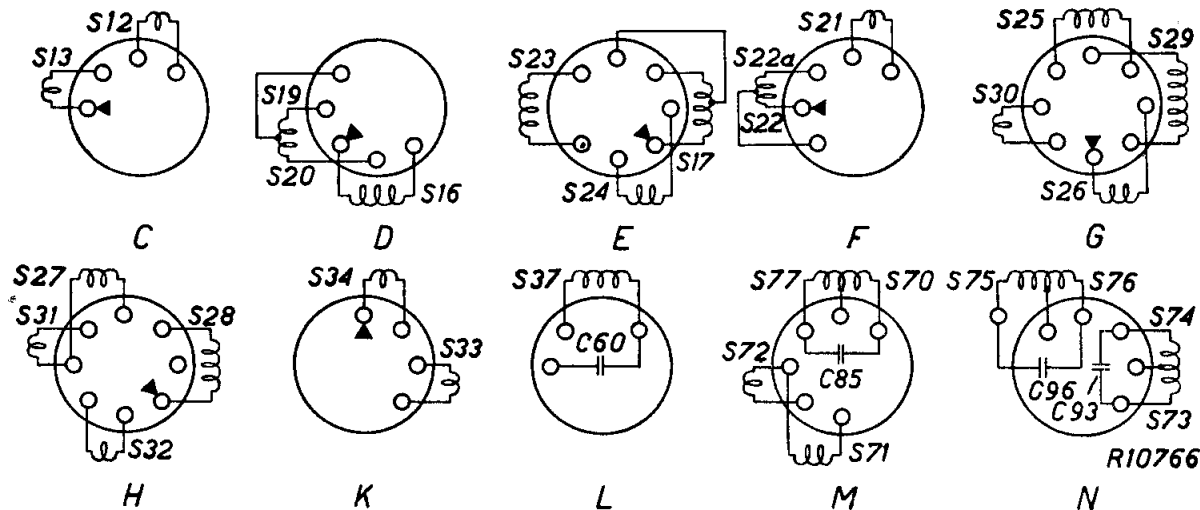 S12
S13
C
S19
S20
S16
D
S23
S17
S24
E
S21
S22a
S22
F
S25
S29
S30
S26
G
S27
S31
S28
S32
H
S34
S33
K
S37
C60
L
S77
S70
C85
S72
S71
M
S75
S76
S74
C96
C93
S73
R10766
N